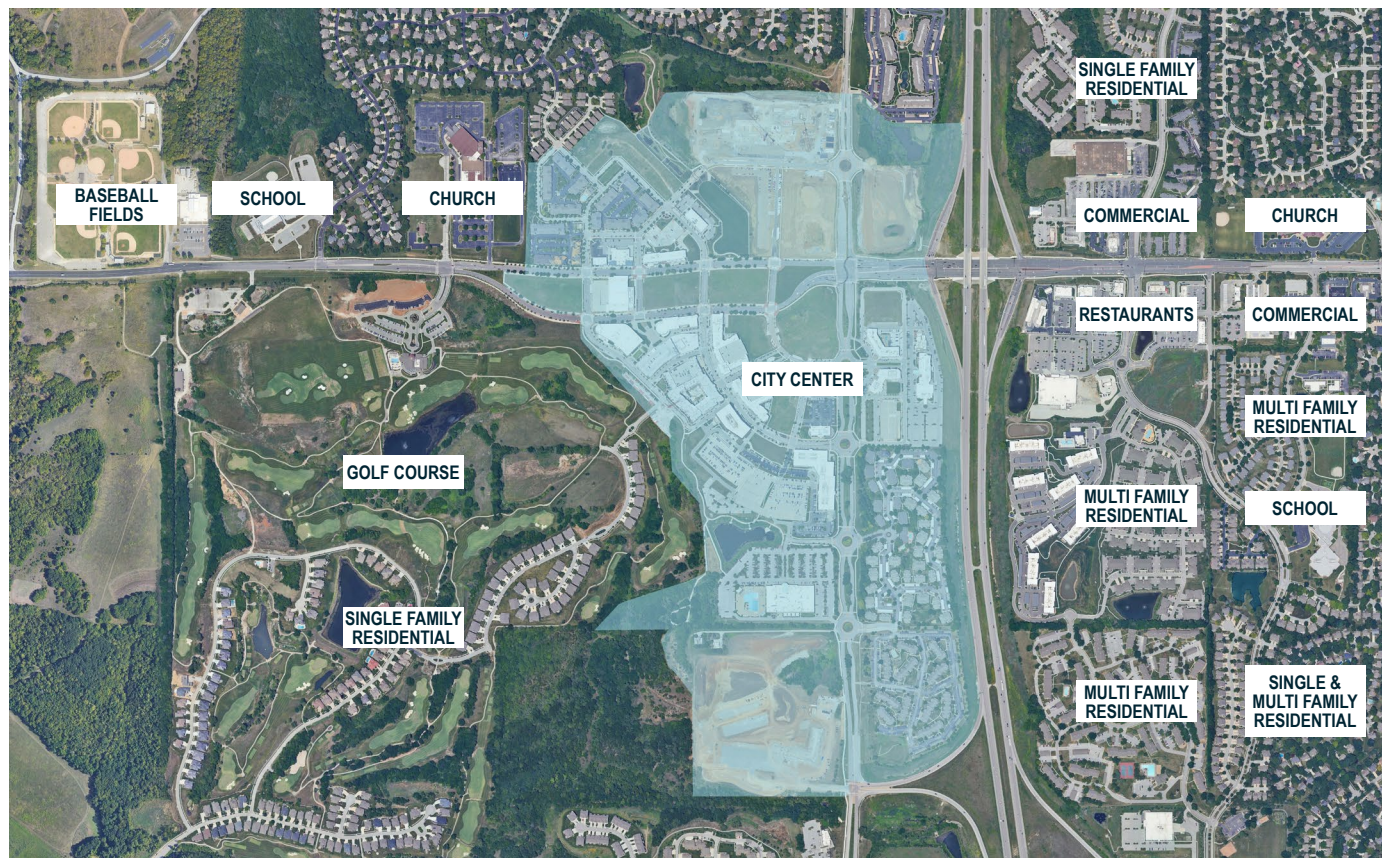 SINGLE FAMILY
RESIDENTIAL
BASEBALL
FIELDS
SCHOOL
CHURCH
COMMERCIAL
CHURCH
RESTAURANTS
COMMERCIAL
CITY CENTER
MULTI FAMILY
RESIDENTIAL
GOLF COURSE
MULTI FAMILY
RESIDENTIAL
SCHOOL
SINGLE FAMILY
RESIDENTIAL
MULTI FAMILY
RESIDENTIAL
SINGLE &
MULTI FAMILY
RESIDENTIAL